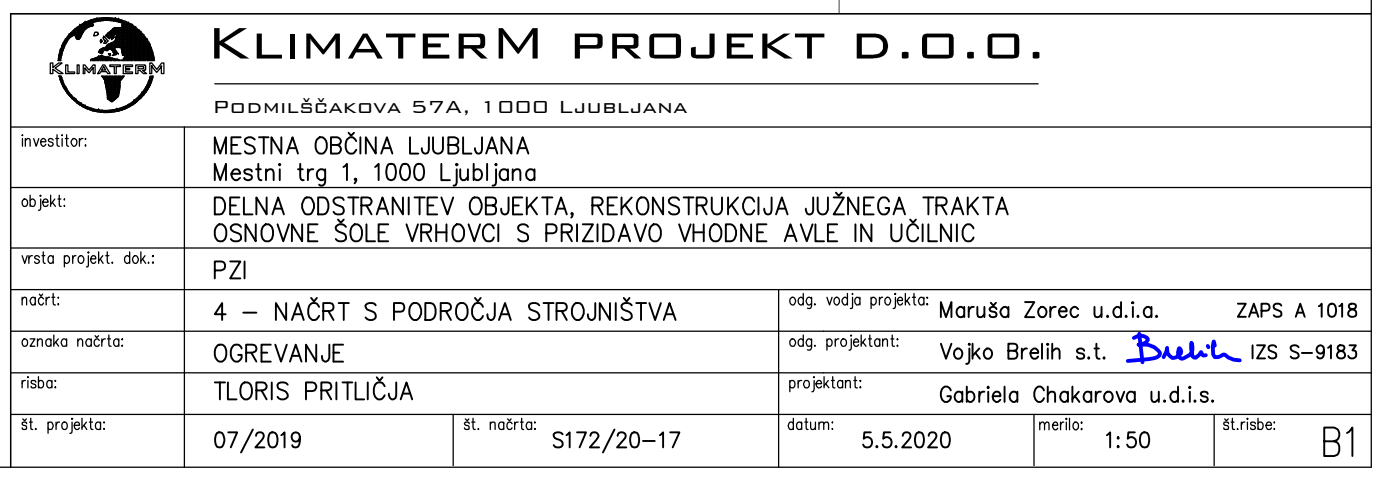 KLIMATERM
KLIMATERM PROJEKT D.O.O.
PODMILŠČAKOVA 57A, 1000 LJUBLJANA
investitor:
MESTNA OBČINA LJUBLJANA
Mestni trg 1, 1000 Ljubljana
objekt:
DELNA ODSTRANITEV OBJEKTA, REKONSTRUKCIJA JUŽNEGA TRAKTA
OSNOVNE ŠOLE VRHOVCI S PRIZIDAVO VHODNE AVLE IN UČILNIC
vrsta projekt. dok.:
PZI
načrt:
4 – NAČRT S PODROČJA STROJNIŠTVA
odg. vodja projekta: Maruša Zorec u.d.i.a. ZAPS A 1018
oznaka načrta:
OGREVANJE
odg. projektant: Vojko Brelih s.t. Brelih IZS S–9183
risba:
TLORIS PRITLIČJA
projektant: Gabriela Chakarova u.d.i.s.
št. projekta:
07/2019
št. načrta: S172/20–17
datum: 5.5.2020
merilo: 1:50
št.risbe: B1